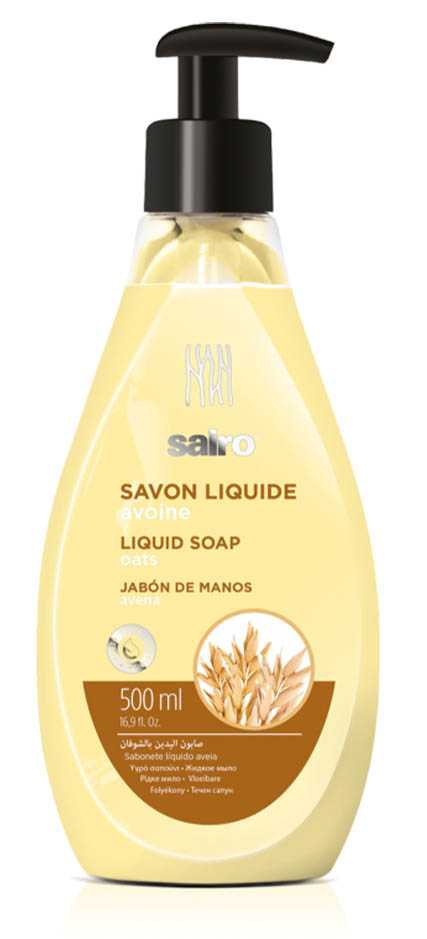 sairo
SAVON LIQUIDE
avoine
LIQUID SOAP
oats
JABÓN DE MANOS
avena
500 ml
16,9 fl. Oz.
صابون اليدين بالشوفان
Sabonete líquido aveia
Υγρό σαπούνι • Жидкое мыло
Рідке мило • Vloeibare
Folyékony • Течен сапун